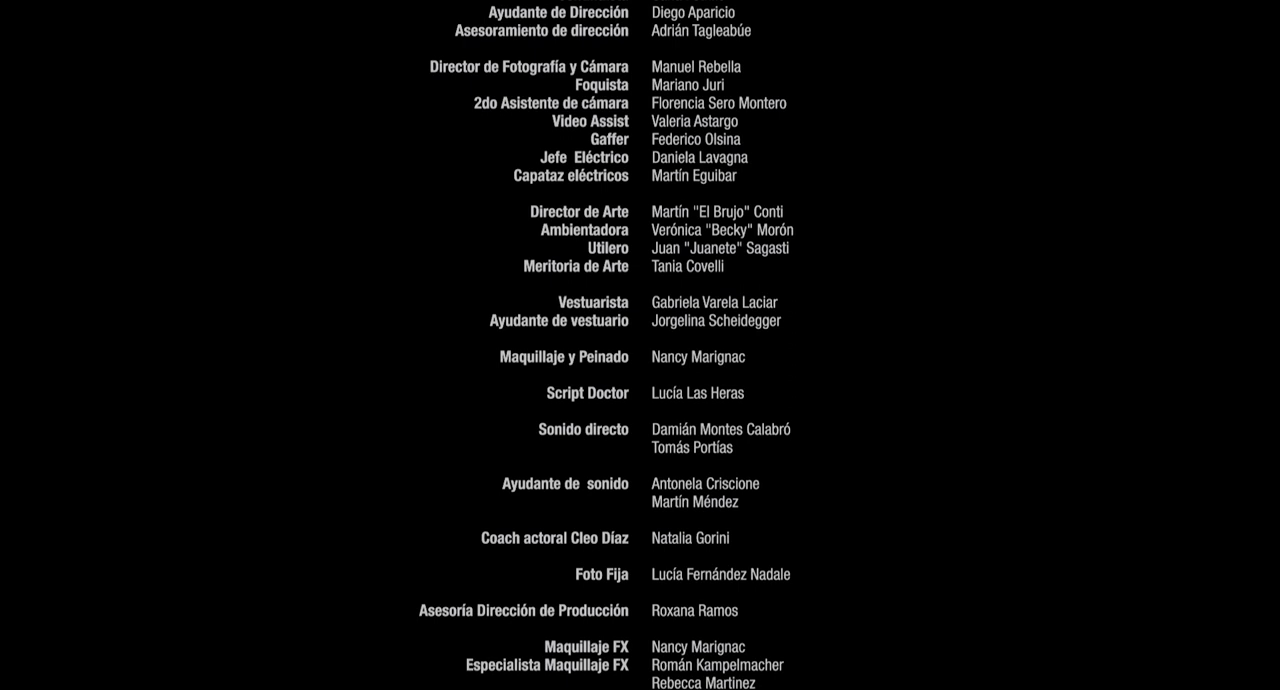 Ayudante de Dirección Diego Aparicio
Asesoramiento de dirección Adrián Tagleabúe
Director de Fotografía y Cámara Manuel Rebella
Foquista Mariano Juri
2do Asistente de cámara Florencia Sero Montero
Video Assist Valeria Astargo
Gaffer Federico Olsina
Jefe Eléctrico Daniela Lavagna
Capataz eléctricos Martín Eguibar
Director de Arte Martín "El Brujo" Conti
Ambientadora Verónica "Becky" Morón
Utilero Juan "Juanete" Sagasti
Meritoria de Arte Tania Covelli
Vestuarista Gabriela Varela Laciar
Ayudante de vestuario Jorgelina Scheidegger
Maquillaje y Peinado Nancy Marignac
Script Doctor Lucía Las Heras
Sonido directo Damián Montes Calabró
Tomás Portías
Ayudante de sonido Antonela Criscione
Martín Méndez
Coach actoral Cleo Díaz Natalia Gorini
Foto Fija Lucía Fernández Nadale
Asesoría Dirección de Producción Roxana Ramos
Maquillaje FX Nancy Marignac
Especialista Maquillaje FX Román Kampelmacher
Rebecca Martinez